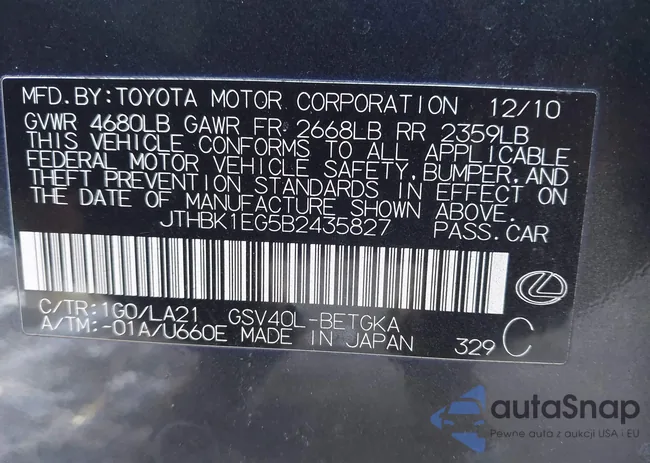 MFD.BY:TOYOTA MOTOR CORPORATION 12/10
GVWR 4680LB GAWR FR 2668LB RR 2359LB
THIS VEHICLE CONFORMS TO ALL APPLICABLE
FEDERAL MOTOR VEHICLE SAFETY,BUMPER,AND
THEFT PREVENTION STANDARDS IN EFFECT ON
THE DATE OF MANUFACTURE SHOWN ABOVE.
JTHBK1EG5B2435827 PASS.CAR
C/TR:1G0/LA21 GSV40L-BETGKA
A/TM:-01A/U660E MADE IN JAPAN 329 C
autaSnap
Pewne auta z aukcji USA i EU